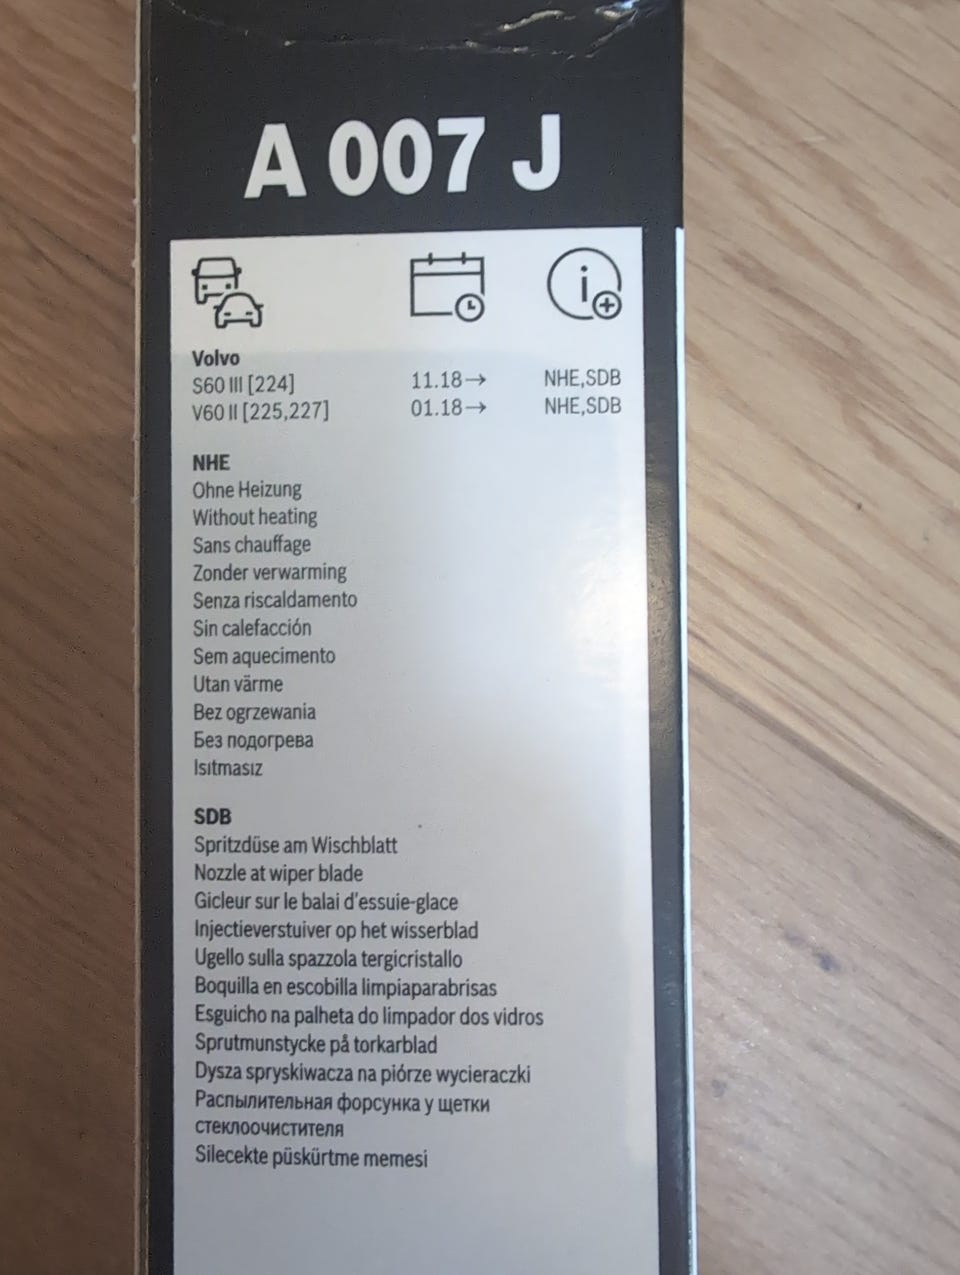 A 007 J
Volvo
S60 III [224] 11.18→ NHE,SDB
V60 II [225,227] 01.18→ NHE,SDB
NHE
Ohne Heizung
Without heating
Sans chauffage
Zonder verwarming
Senza riscaldamento
Sin calefacción
Sem aquecimento
Utan värme
Bez ogrzewania
Без подогрева
Isıtmasız
SDB
Spritzdüse am Wischblatt
Nozzle at wiper blade
Gicleur sur le balai d'essuie-glace
Injectieverstuiver op het wisserblad
Ugello sulla spazzola tergicristallo
Boquilla en escobilla limpiaparabrisas
Esguicho na palheta do limpador dos vidros
Sprutmunstycke på torkarblad
Dysza spryskiwacza na piórze wycieraczki
Распылительная форсунка у щетки
стеклоочистителя
Silecekte püskürtme memesi